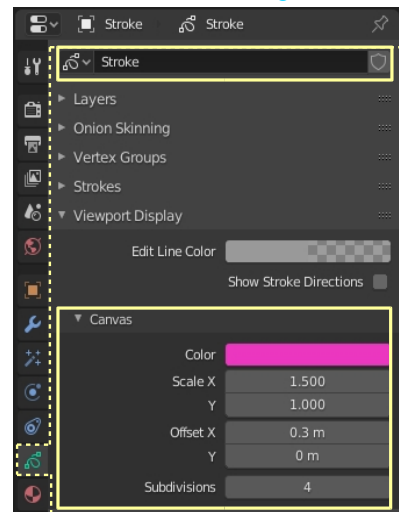 Stroke Stroke
Stroke
Layers
Onion Skinning
Vertex Groups
Strokes
Viewport Display
Edit Line Color
Show Stroke Directions
Canvas
Color
Scale X 1.500
Y 1.000
Offset X 0.3 m
Y 0 m
Subdivisions 4